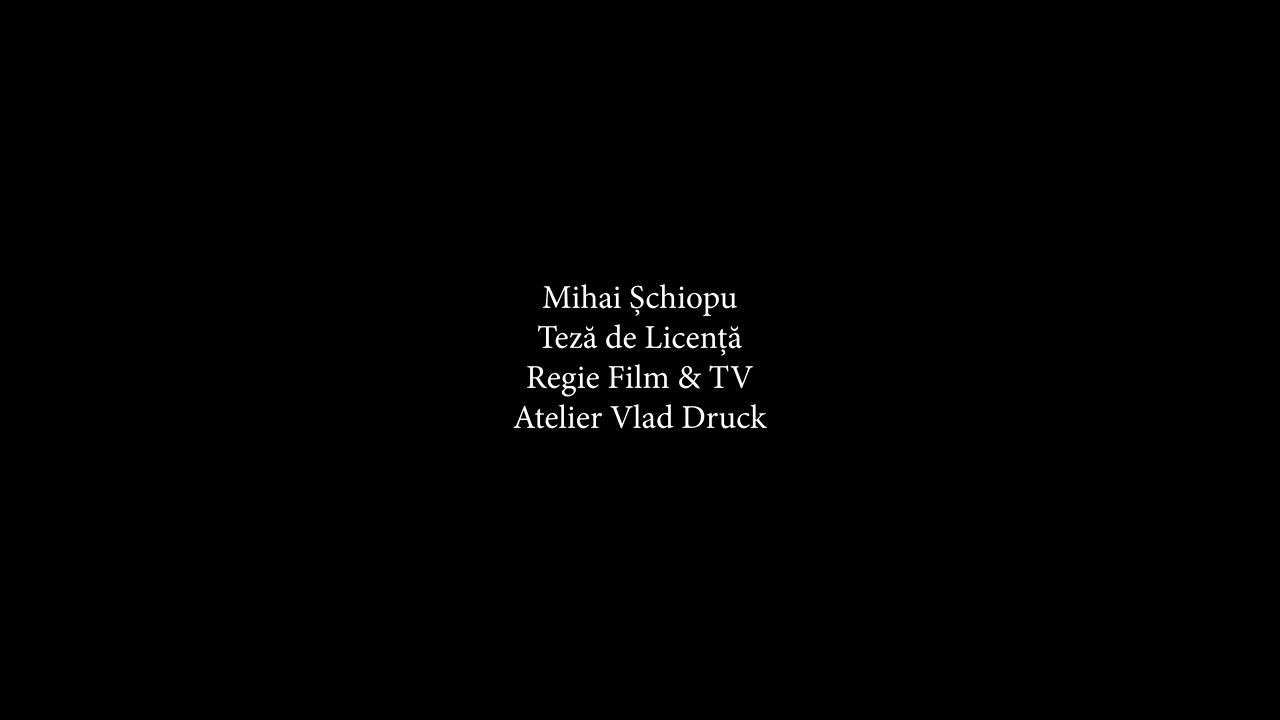 Mihai Șchiopu
Teză de Licență
Regie Film & TV
Atelier Vlad Druck